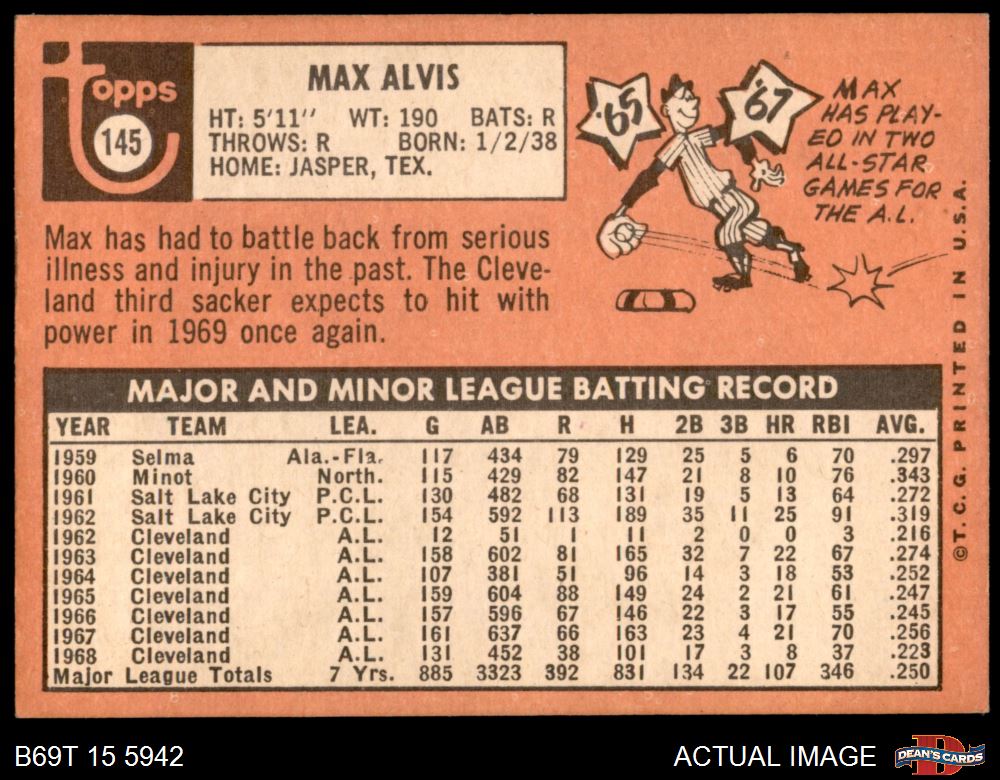 topps
145
MAX ALVIS
HT: 5'11" WT: 190 BATS: R
THROWS: R BORN: 1/2/38
HOME: JASPER, TEX.
'65
'67
MAX
HAS PLAY-
ED IN TWO
ALL-STAR
GAMES FOR
THE A.L.
Max has had to battle back from serious
illness and injury in the past. The Cleve-
land third sacker expects to hit with
power in 1969 once again.
MAJOR AND MINOR LEAGUE BATTING RECORD
YEAR TEAM LEA. G AB R H 2B 3B HR RBI AVG.
1959 Selma Ala.-Fla. 117 434 79 129 25 5 6 70 .297
1960 Minot North. 115 429 82 147 21 8 10 76 .343
1961 Salt Lake City P.C.L. 130 482 68 131 19 5 13 64 .272
1962 Salt Lake City P.C.L. 154 592 113 189 35 11 25 91 .319
1962 Cleveland A.L. 12 51 1 11 2 0 0 3 .216
1963 Cleveland A.L. 158 602 81 165 32 7 22 67 .274
1964 Cleveland A.L. 107 381 51 96 14 3 18 53 .252
1965 Cleveland A.L. 159 604 88 149 24 2 21 61 .247
1966 Cleveland A.L. 157 596 67 146 22 3 17 55 .245
1967 Cleveland A.L. 161 637 66 163 23 4 21 70 .256
1968 Cleveland A.L. 131 452 38 101 17 3 8 37 .223
Major League Totals 7 Yrs. 885 3323 392 831 134 22 107 346 .250
©T.C.G. PRINTED IN U.S.A.
B69T 15 5942
ACTUAL IMAGE
D
DEAN'S CARDS